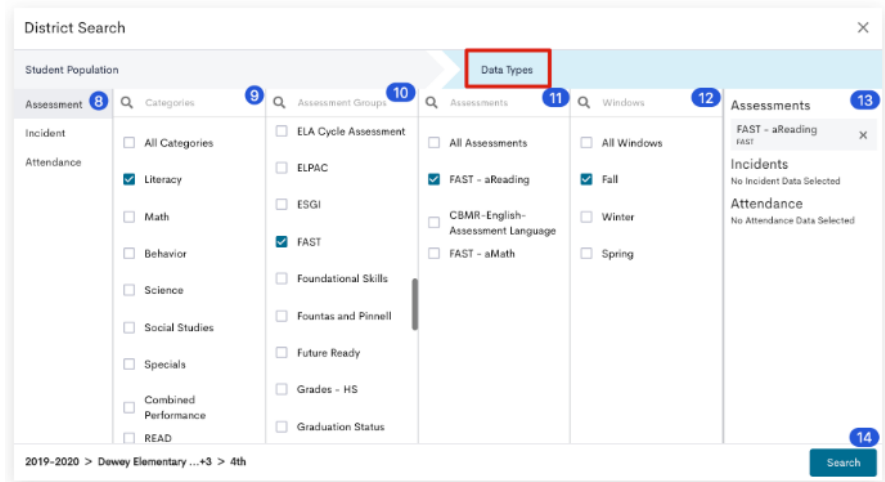 District Search
Student Population
Data Types
Assessment 8
Incident
Attendance
Categories 9
All Categories
Literacy
Math
Behavior
Science
Social Studies
Specials
Combined
Performance
READ
Assessment Groups 10
ELA Cycle Assessment
ELPAC
ESGI
FAST
Foundational Skills
Fountas and Pinnell
Future Ready
Grades - HS
Graduation Status
Assessments 11
All Assessments
FAST - aReading
CBMR-English-
Assessment Language
FAST - aMath
Windows 12
All Windows
Fall
Winter
Spring
Assessments 13
FAST - aReading
FAST
Incidents
No Incident Data Selected
Attendance
No Attendance Data Selected
2019-2020 > Dewey Elementary ...+3 > 4th
14
Search